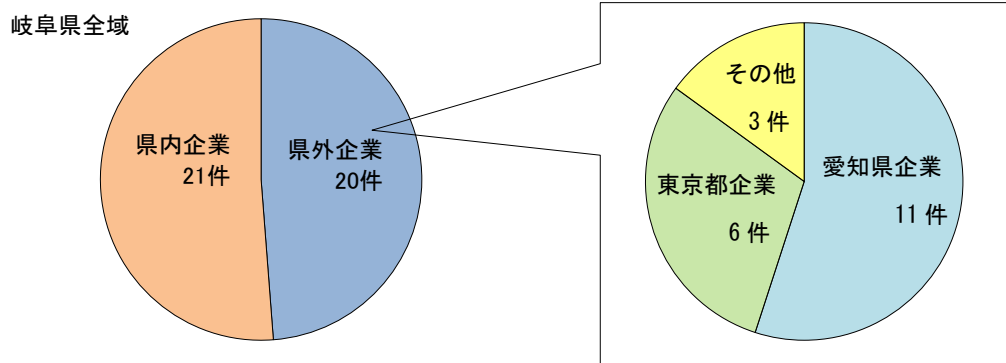 岐阜県全域
県内企業
21件
県外企業
20件
その他
3 件
東京都企業
6 件
愛知県企業
11 件